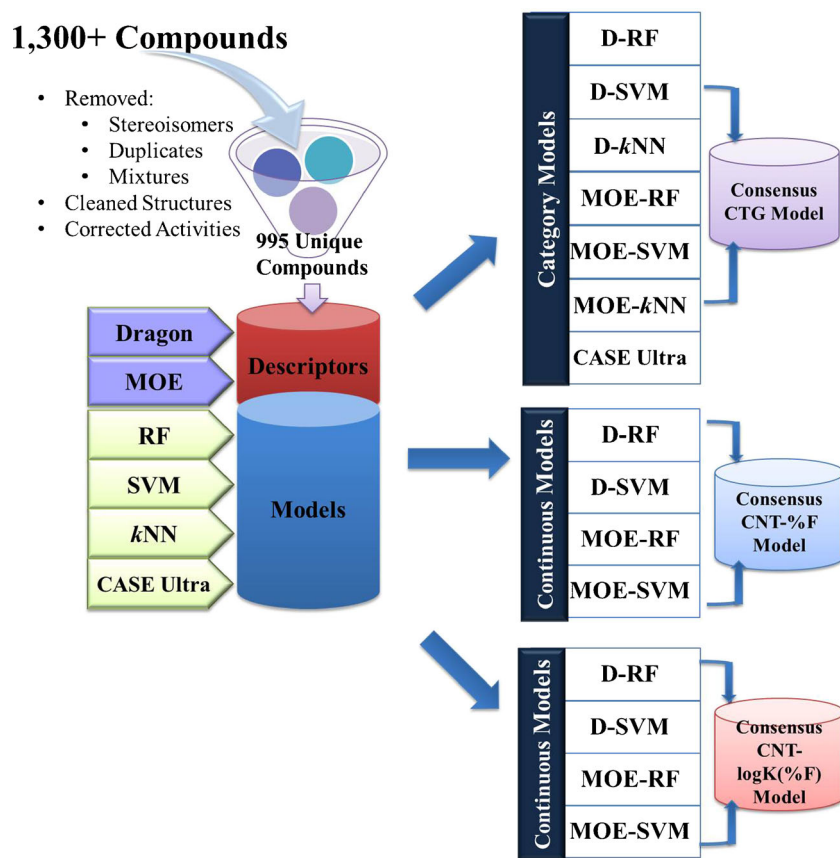 1,300+ Compounds
• Removed:
• Stereoisomers
• Duplicates
• Mixtures
• Cleaned Structures
• Corrected Activities
995 Unique
Compounds
Dragon
MOE
Descriptors
RF
SVM
kNN
CASE Ultra
Models
Category Models
D-RF
D-SVM
D-kNN
MOE-RF
MOE-SVM
MOE-kNN
CASE Ultra
Consensus
CTG Model
Continuous Models
D-RF
D-SVM
MOE-RF
MOE-SVM
Consensus
CNT-%F
Model
Continuous Models
D-RF
D-SVM
MOE-RF
MOE-SVM
Consensus
CNT-
logK(%F)
Model